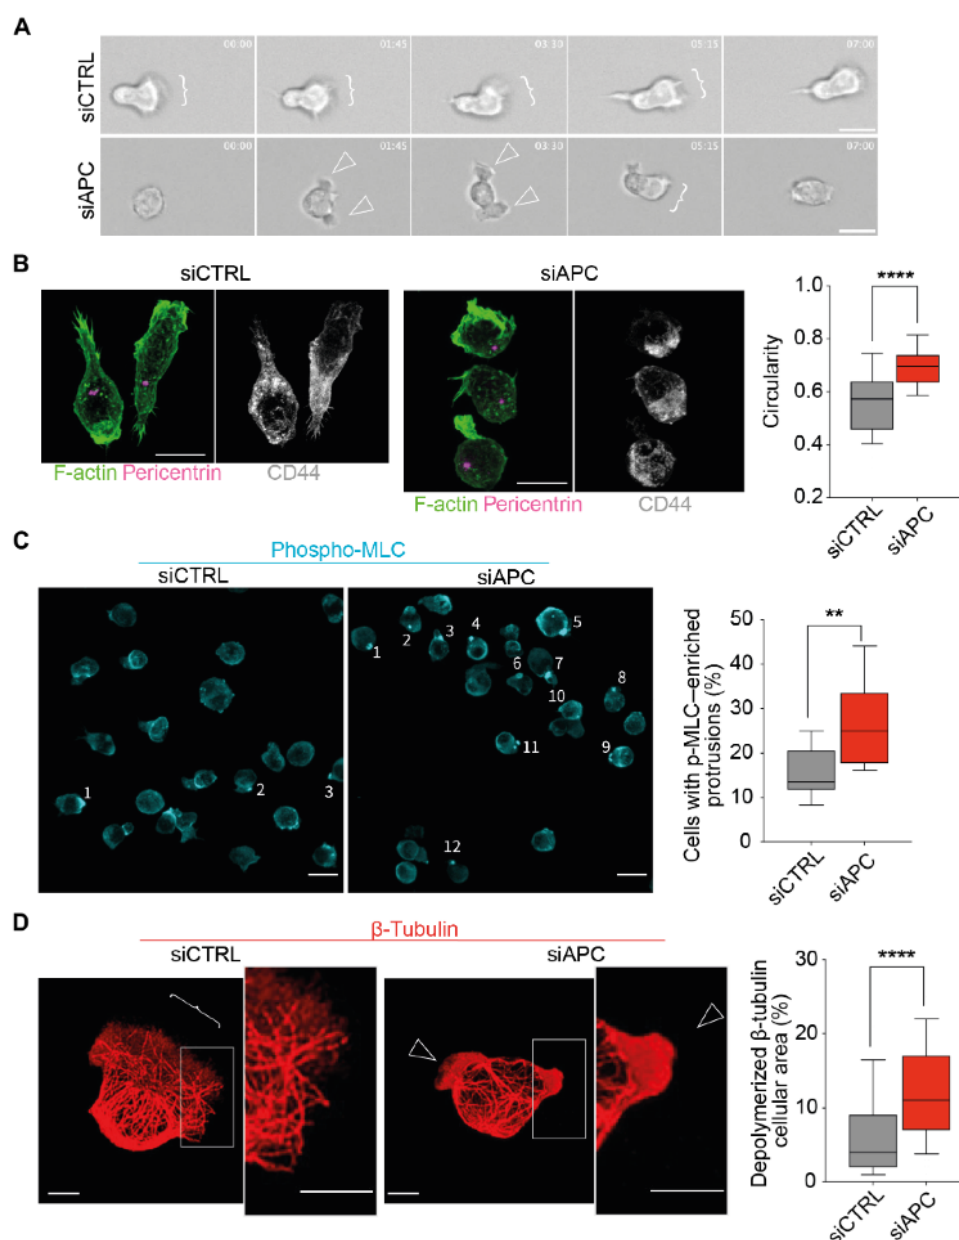 A
siCTRL
00:00
01:45
03:30
05:15
07:00
siAPC
00:00
01:45
03:30
05:15
07:00
B
siCTRL
siAPC
F-actin Pericentrin
CD44
F-actin Pericentrin
CD44
Circularity
1.0
0.8
0.6
0.4
0.2
****
siCTRL
siAPC
C
Phospho-MLC
siCTRL
siAPC
1
2
3
1
2
3
4
5
6
7
8
9
10
11
12
Cells with p-MLC–enriched
protrusions (%)
50
40
30
20
10
0
**
siCTRL
siAPC
D
β-Tubulin
siCTRL
siAPC
Depolymerized β-tubulin
cellular area (%)
30
20
10
0
****
siCTRL
siAPC